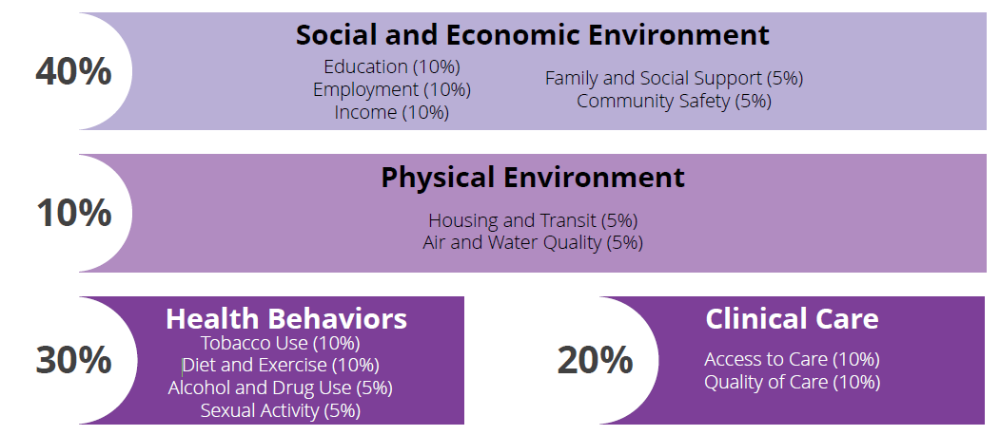 40%
Social and Economic Environment
Education (10%)
Employment (10%)
Income (10%)
Family and Social Support (5%)
Community Safety (5%)
10%
Physical Environment
Housing and Transit (5%)
Air and Water Quality (5%)
30%
Health Behaviors
Tobacco Use (10%)
Diet and Exercise (10%)
Alcohol and Drug Use (5%)
Sexual Activity (5%)
20%
Clinical Care
Access to Care (10%)
Quality of Care (10%)